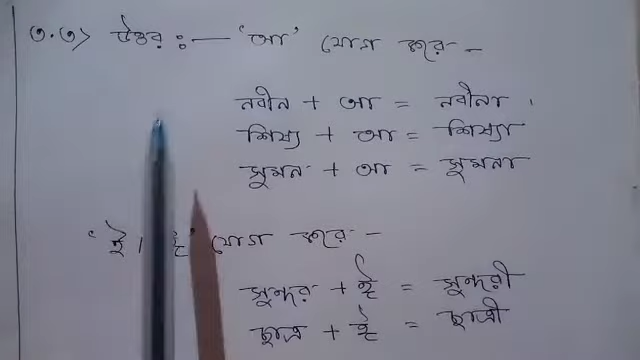 ৩.৩> উত্তর :— 'আ' যোগ করে -
নবীন + আ = নবীনা
শিষ্য + আ = শিষ্যা
সুমন + আ = সুমনা
'ই / ঈ' যোগ করে -
সুন্দর + ঈ = সুন্দরী
ছাত্র + ঈ = ছাত্রী